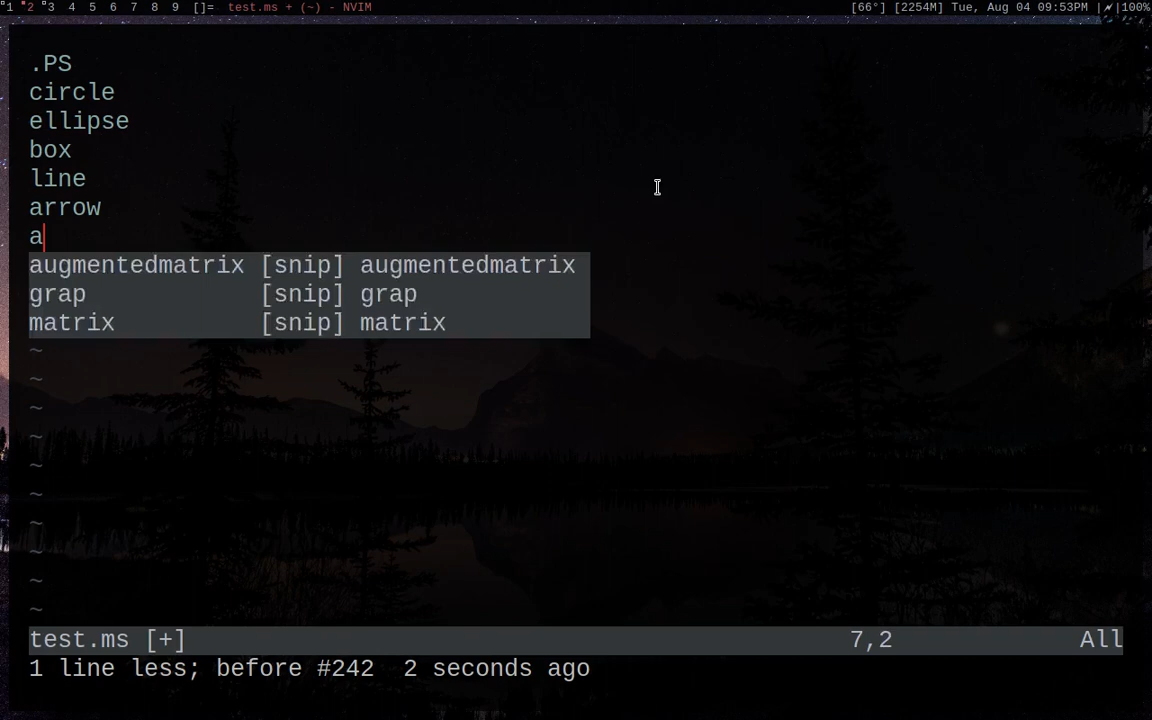 1 2 3 4 5 6 7 8 9 []= test.ms + (~) - NVIM [66°] [2254M] Tue, Aug 04 09:53PM |⚡|100%
.PS
circle
ellipse
box
line
arrow
a
augmentedmatrix [snip] augmentedmatrix
grap [snip] grap
matrix [snip] matrix
~
~
~
~
~
~
~
~
~
~
test.ms [+] 7,2 All
1 line less; before #242 2 seconds ago